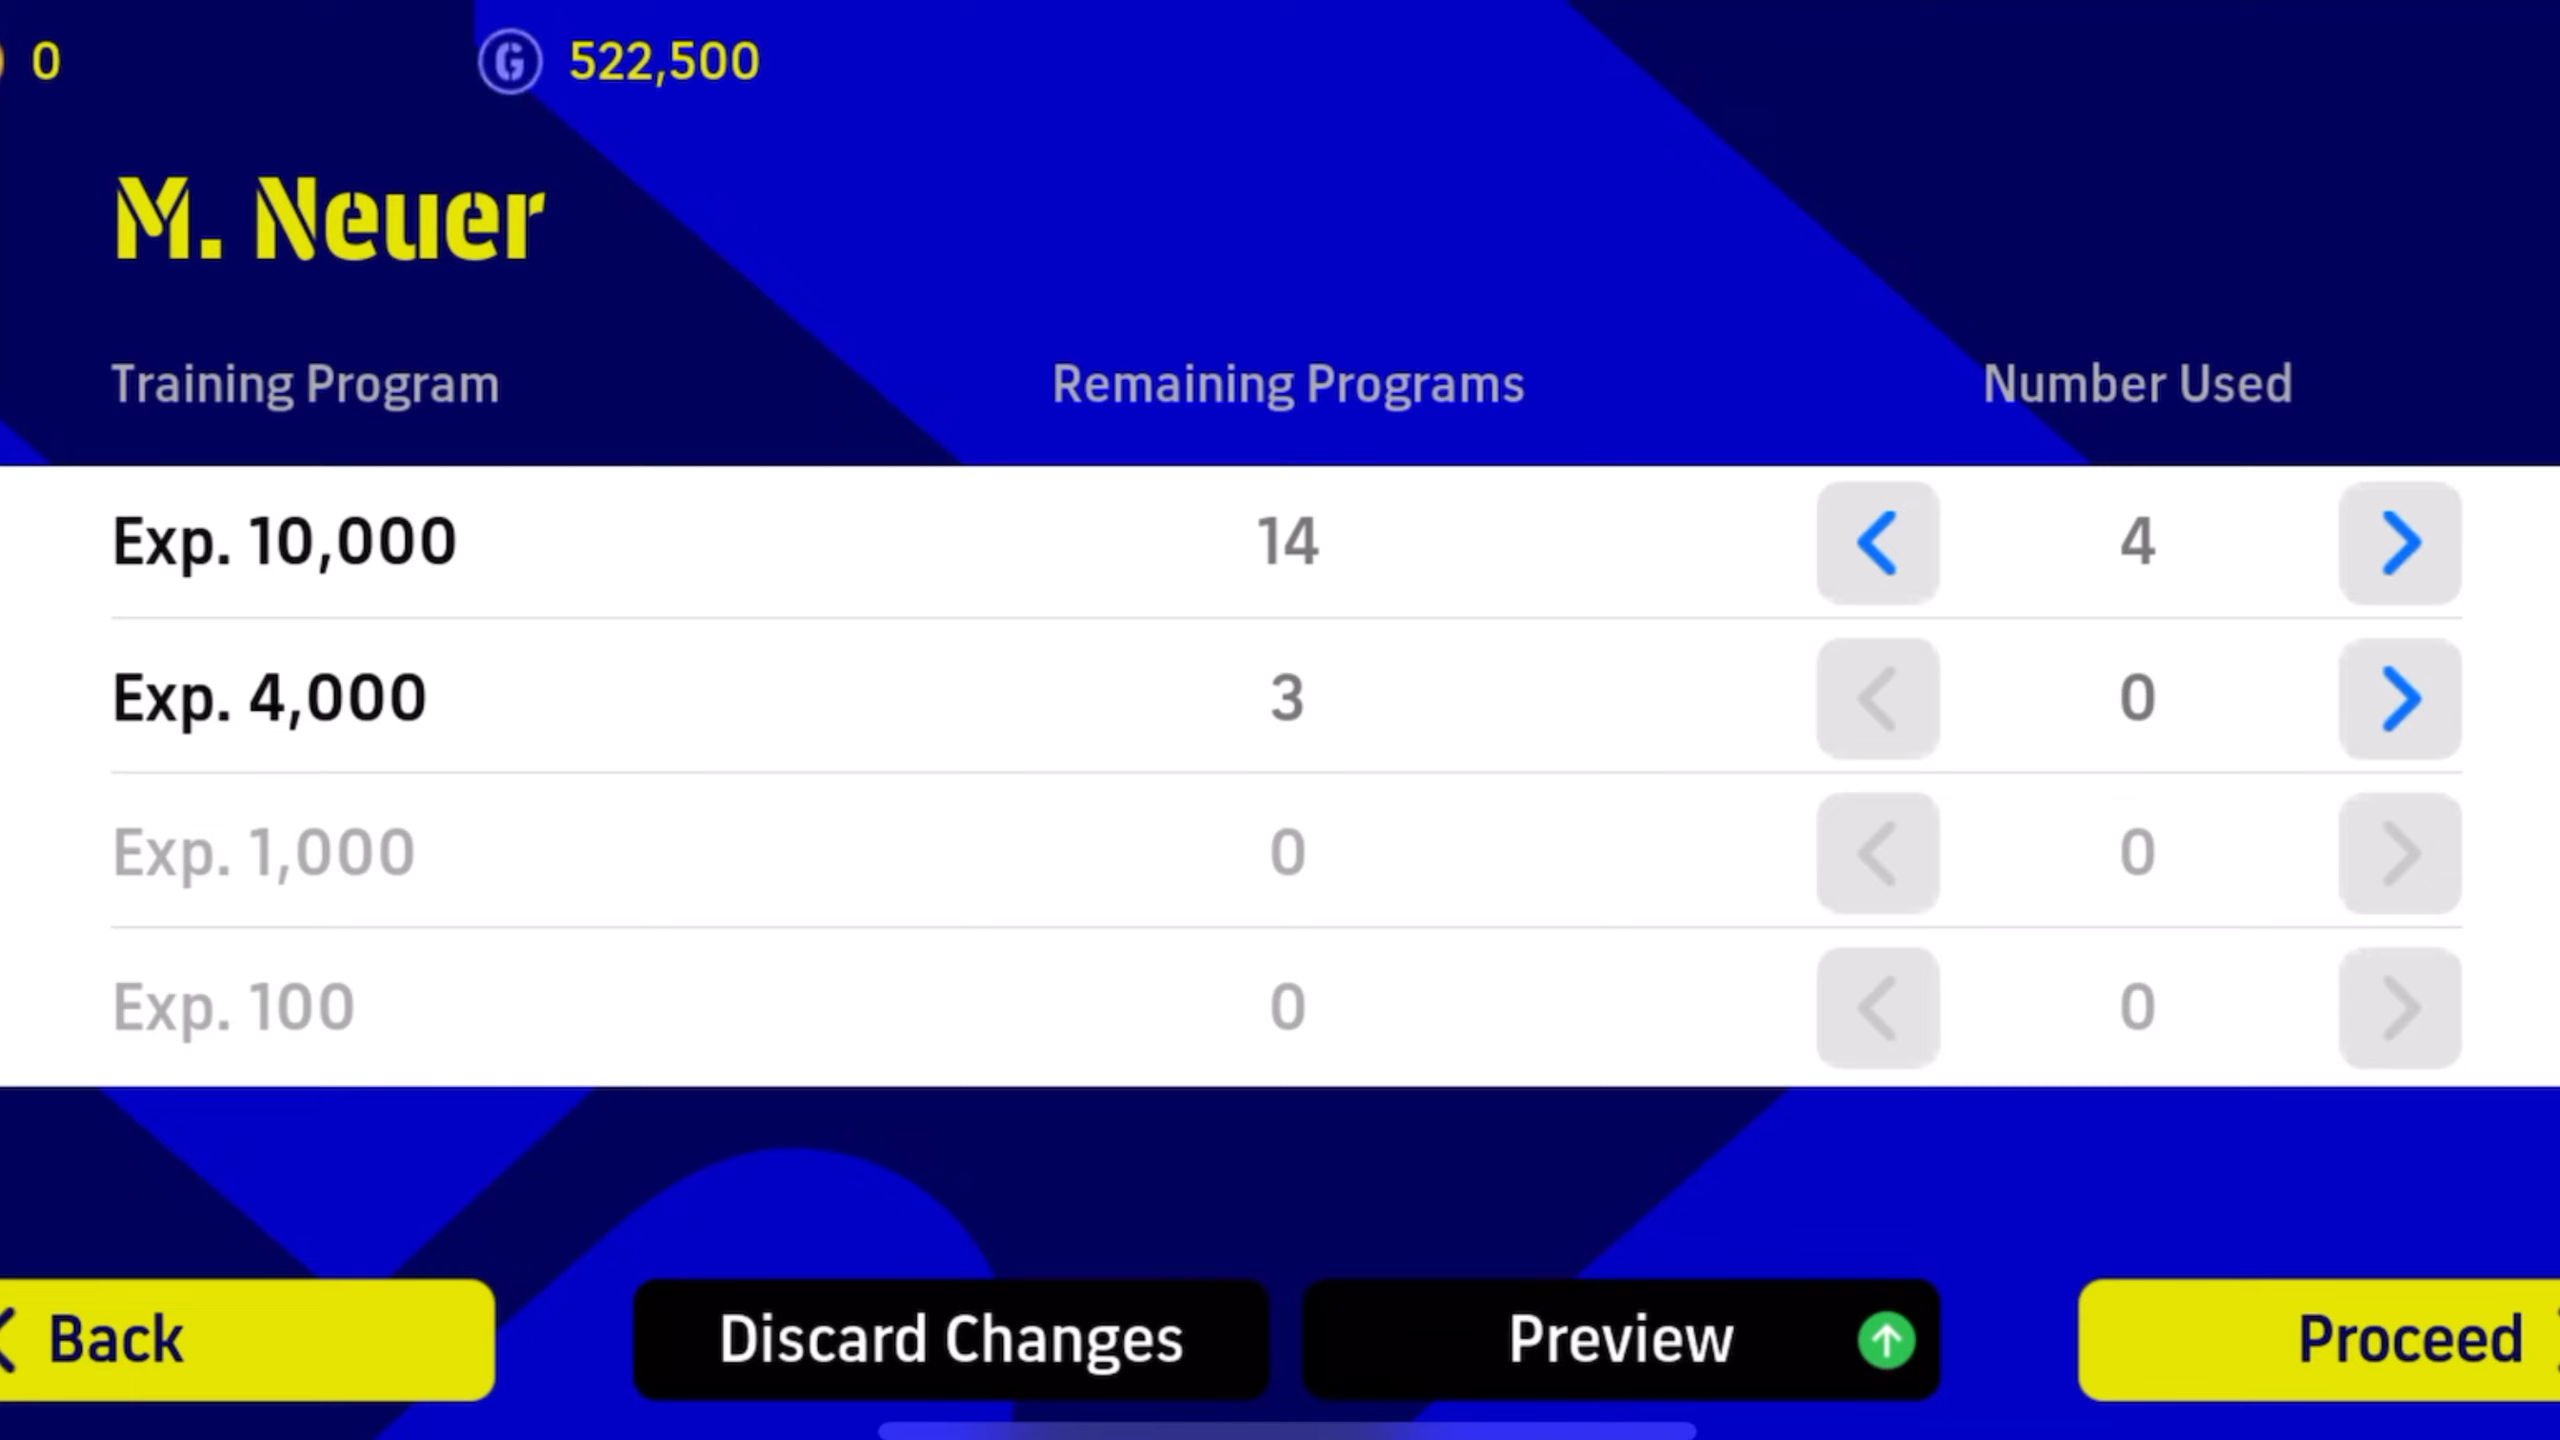 0 G 522,500
M. Neuer
Training Program Remaining Programs Number Used
Exp. 10,000 14 4
Exp. 4,000 3 0
Exp. 1,000 0 0
Exp. 100 0 0
Back Discard Changes Preview Proceed